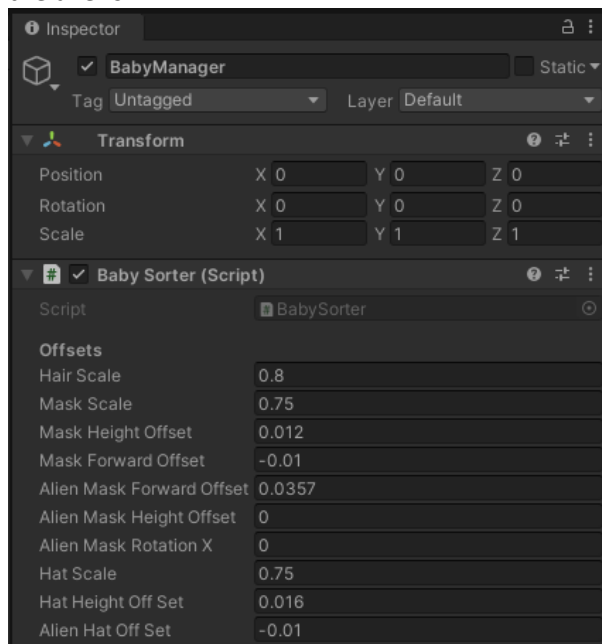 Inspector
BabyManager
Static
Tag Untagged Layer Default
Transform
Position X 0 Y 0 Z 0
Rotation X 0 Y 0 Z 0
Scale X 1 Y 1 Z 1
# Baby Sorter (Script)
Script BabySorter
Offsets
Hair Scale 0.8
Mask Scale 0.75
Mask Height Offset 0.012
Mask Forward Offset -0.01
Alien Mask Forward Offset 0.0357
Alien Mask Height Offset 0
Alien Mask Rotation X 0
Hat Scale 0.75
Hat Height Off Set 0.016
Alien Hat Off Set -0.01